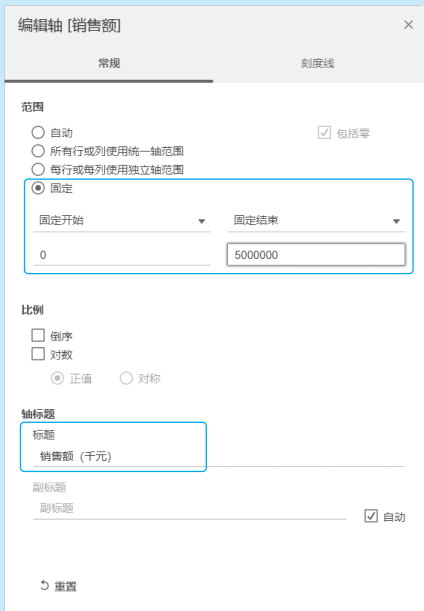 编辑轴 [销售额]
常规 刻度线
范围
自动 包括零
所有行或列使用统一轴范围
每行或每列使用独立轴范围
固定
固定开始 固定结束
0 5000000
比例
倒序
对数
正值 对称
轴标题
标题
销售额 (千元)
副标题
副标题 自动
重置